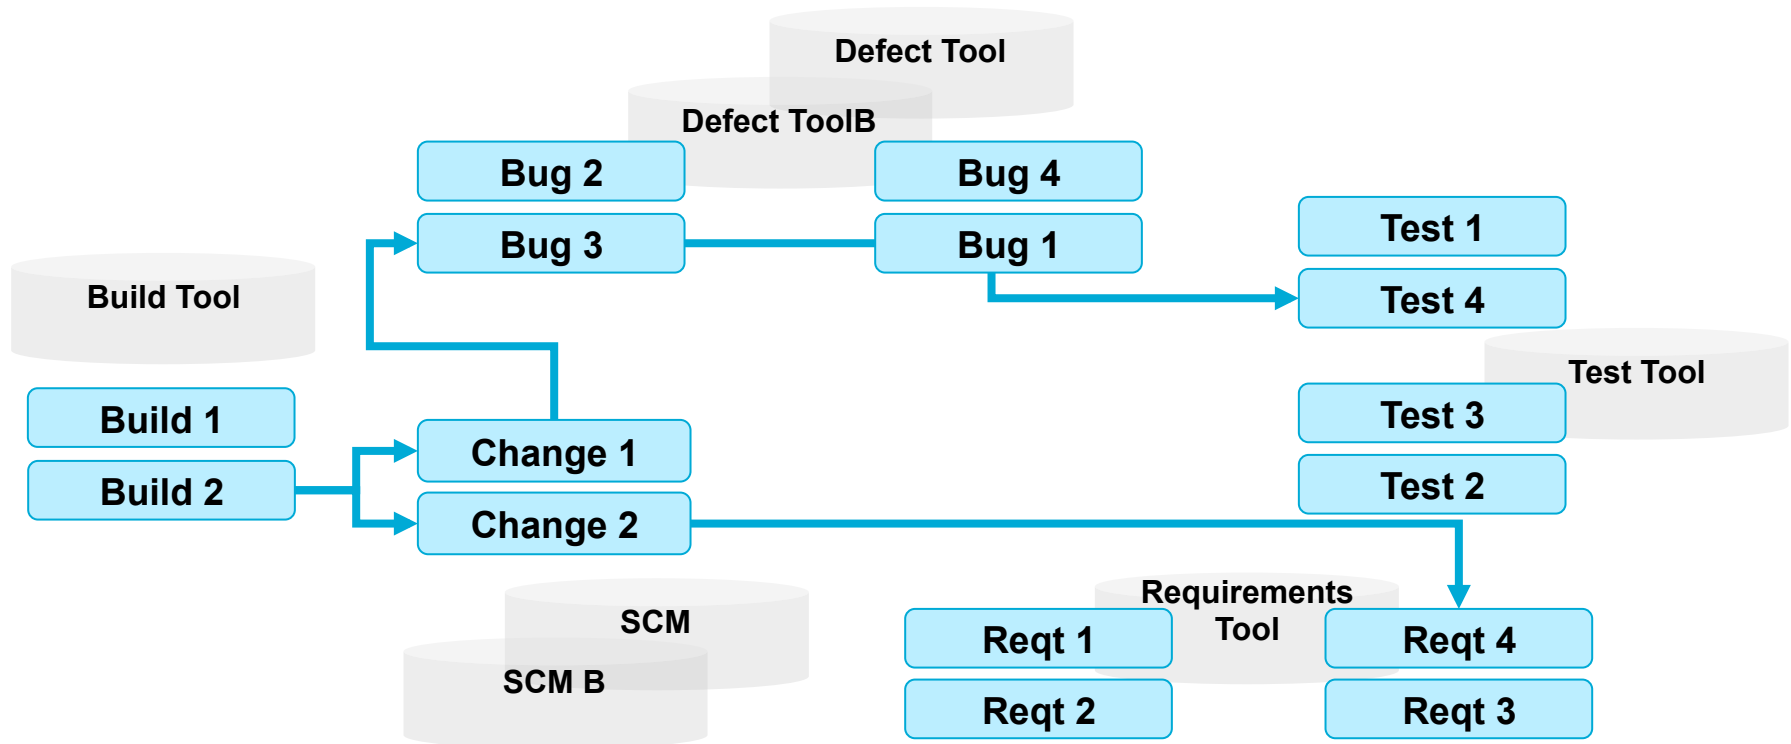 Defect Tool
Defect ToolB
Bug 2
Bug 4
Bug 3
Bug 1
Test 1
Test 4
Build Tool
Test Tool
Build 1
Build 2
Change 1
Change 2
Test 3
Test 2
SCM
SCM B
Requirements
Tool
Reqt 1
Reqt 4
Reqt 2
Reqt 3